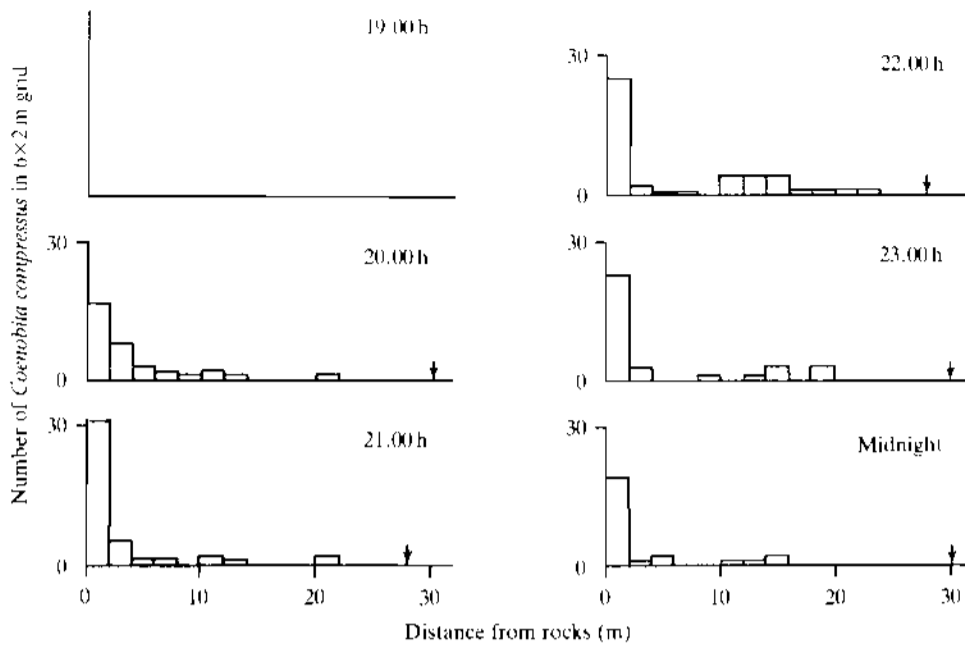 Number of Coenobita compressus in 6×2 m grid
19.00 h
30
0
20.00 h
30
0
21.00 h
0
10
20
30
30
0
22.00 h
30
0
23.00 h
30
0
Midnight
0
10
20
30
Distance from rocks (m)